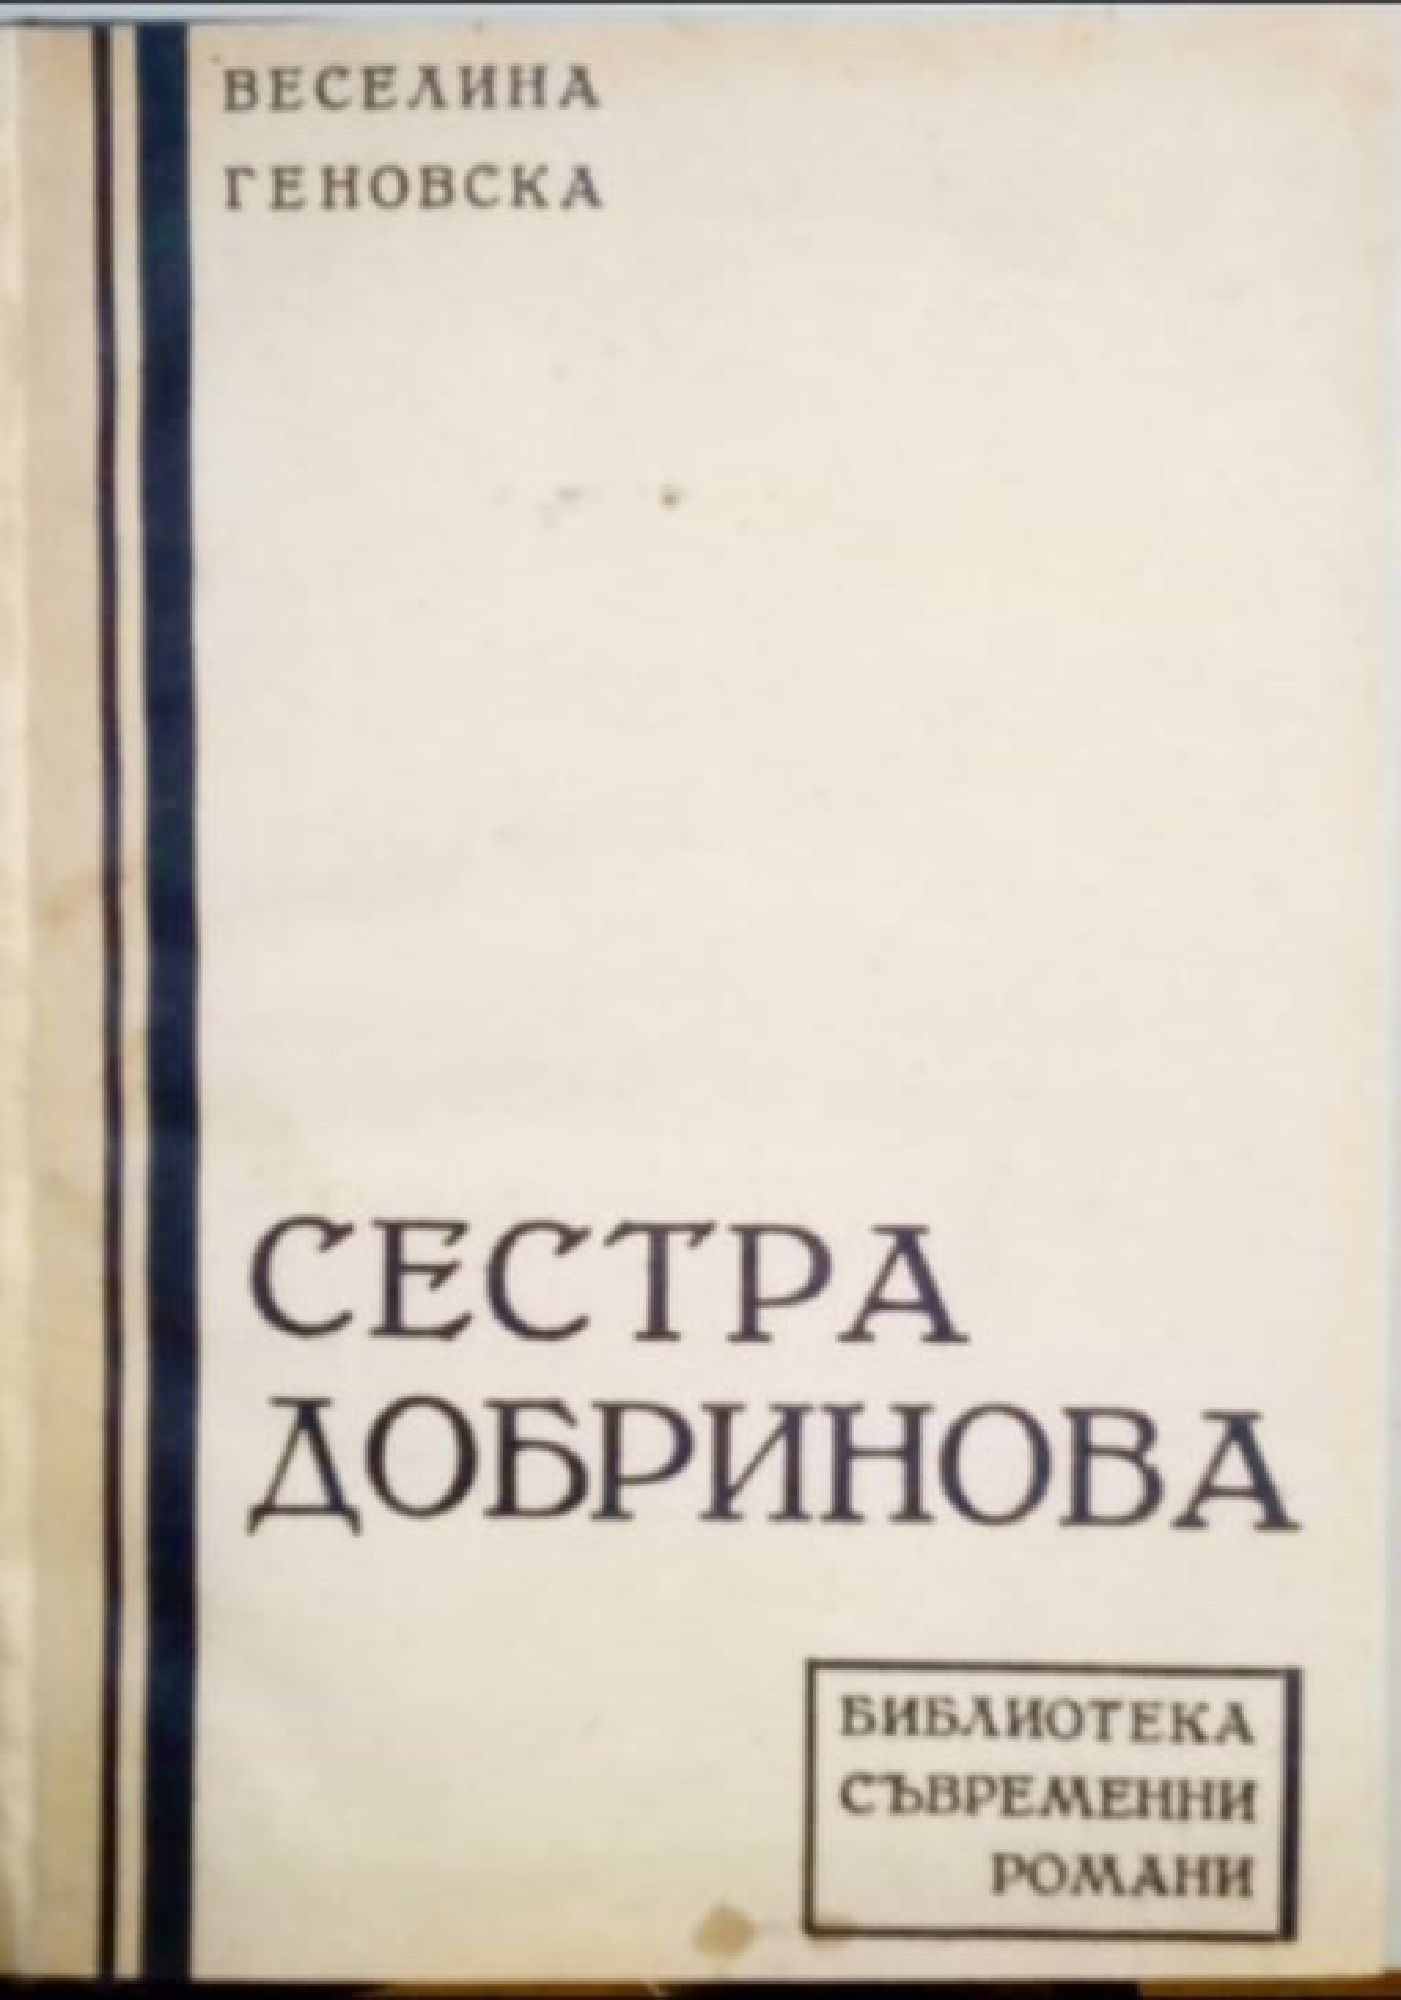 ВЕСЕЛИНА
ГЕНОВСКА
СЕСТРА
ДОБРИНОВА
БИБЛИОТЕКА
СЪВРЕМЕННИ
РОМАНИ